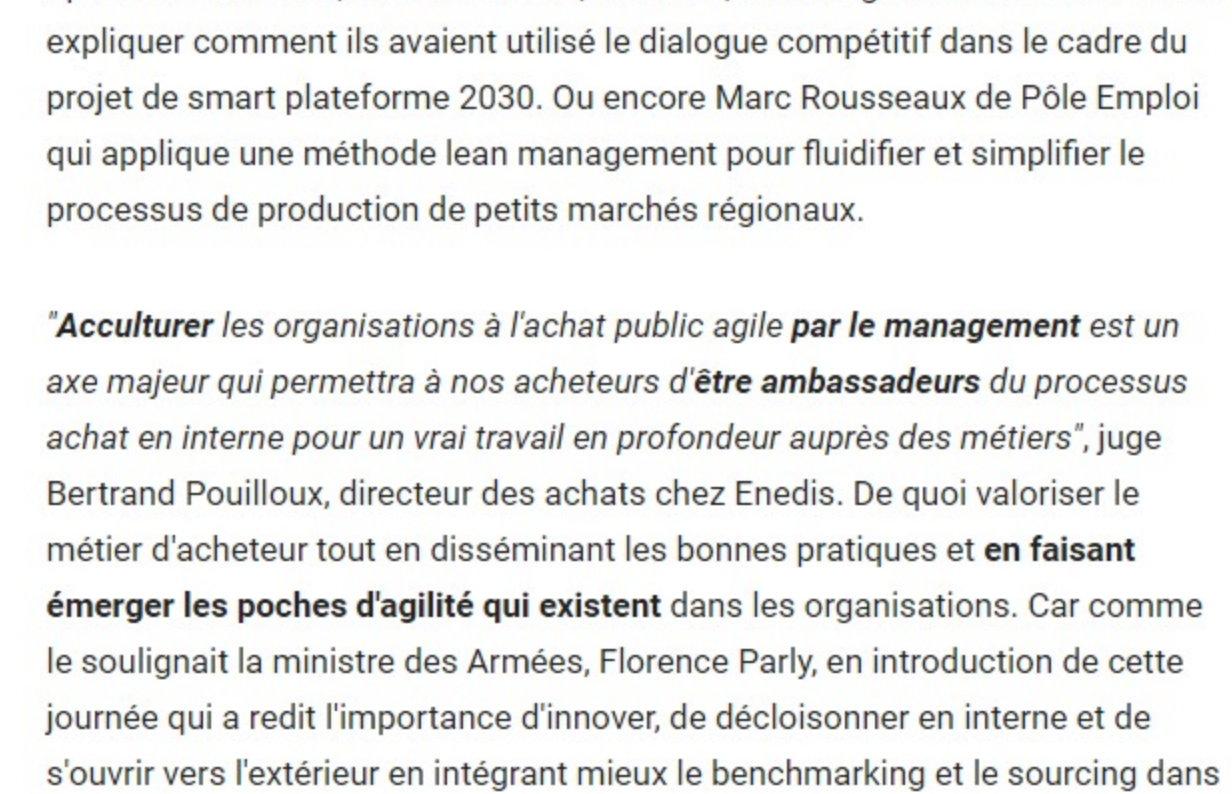 expliquer comment ils avaient utilisé le dialogue compétitif dans le cadre du
projet de smart plateforme 2030. Ou encore Marc Rousseaux de Pôle Emploi
qui applique une méthode lean management pour fluidifier et simplifier le
processus de production de petits marchés régionaux.
"Acculturer les organisations à l'achat public agile par le management est un
axe majeur qui permettra à nos acheteurs d'être ambassadeurs du processus
achat en interne pour un vrai travail en profondeur auprès des métiers", juge
Bertrand Pouilloux, directeur des achats chez Enedis. De quoi valoriser le
métier d'acheteur tout en disséminant les bonnes pratiques et en faisant
émerger les poches d'agilité qui existent dans les organisations. Car comme
le soulignait la ministre des Armées, Florence Parly, en introduction de cette
journée qui a redit l'importance d'innover, de décloisonner en interne et de
s'ouvrir vers l'extérieur en intégrant mieux le benchmarking et le sourcing dans